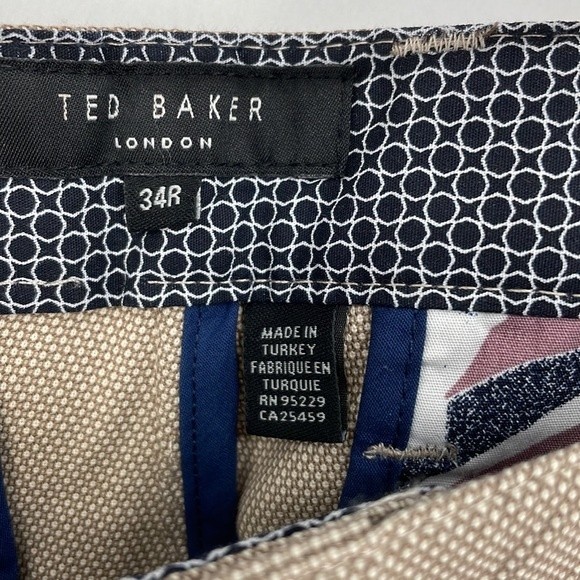 TED BAKER
LONDON
34R
MADE IN
TURKEY
FABRIQUE EN
TURQUIE
RN 95229
CA25459